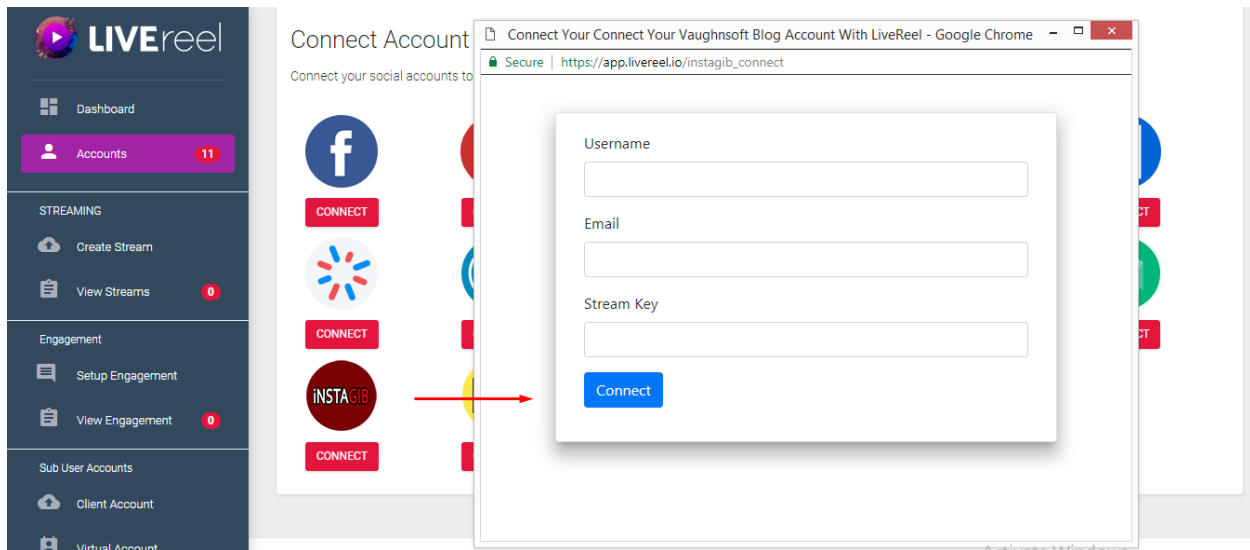 LIVEreel
Dashboard
Accounts 11
STREAMING
Create Stream
View Streams 0
Engagement
Setup Engagement
View Engagement 0
Sub User Accounts
Client Account
Virtual Account
Connect Account
Connect your social accounts to
f
CONNECT
CONNECT
iNSTAGIB
CONNECT
Connect Your Connect Your Vaughnsoft Blog Account With LiveReel - Google Chrome
Secure | https://app.livereel.io/instagib_connect
Username
Email
Stream Key
Connect
CT
CT